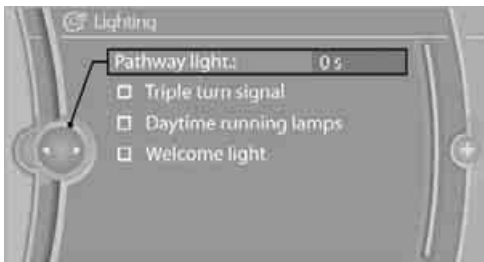 Lighting
Pathway light.: 0 s
Triple turn signal
Daytime running lamps
Welcome light